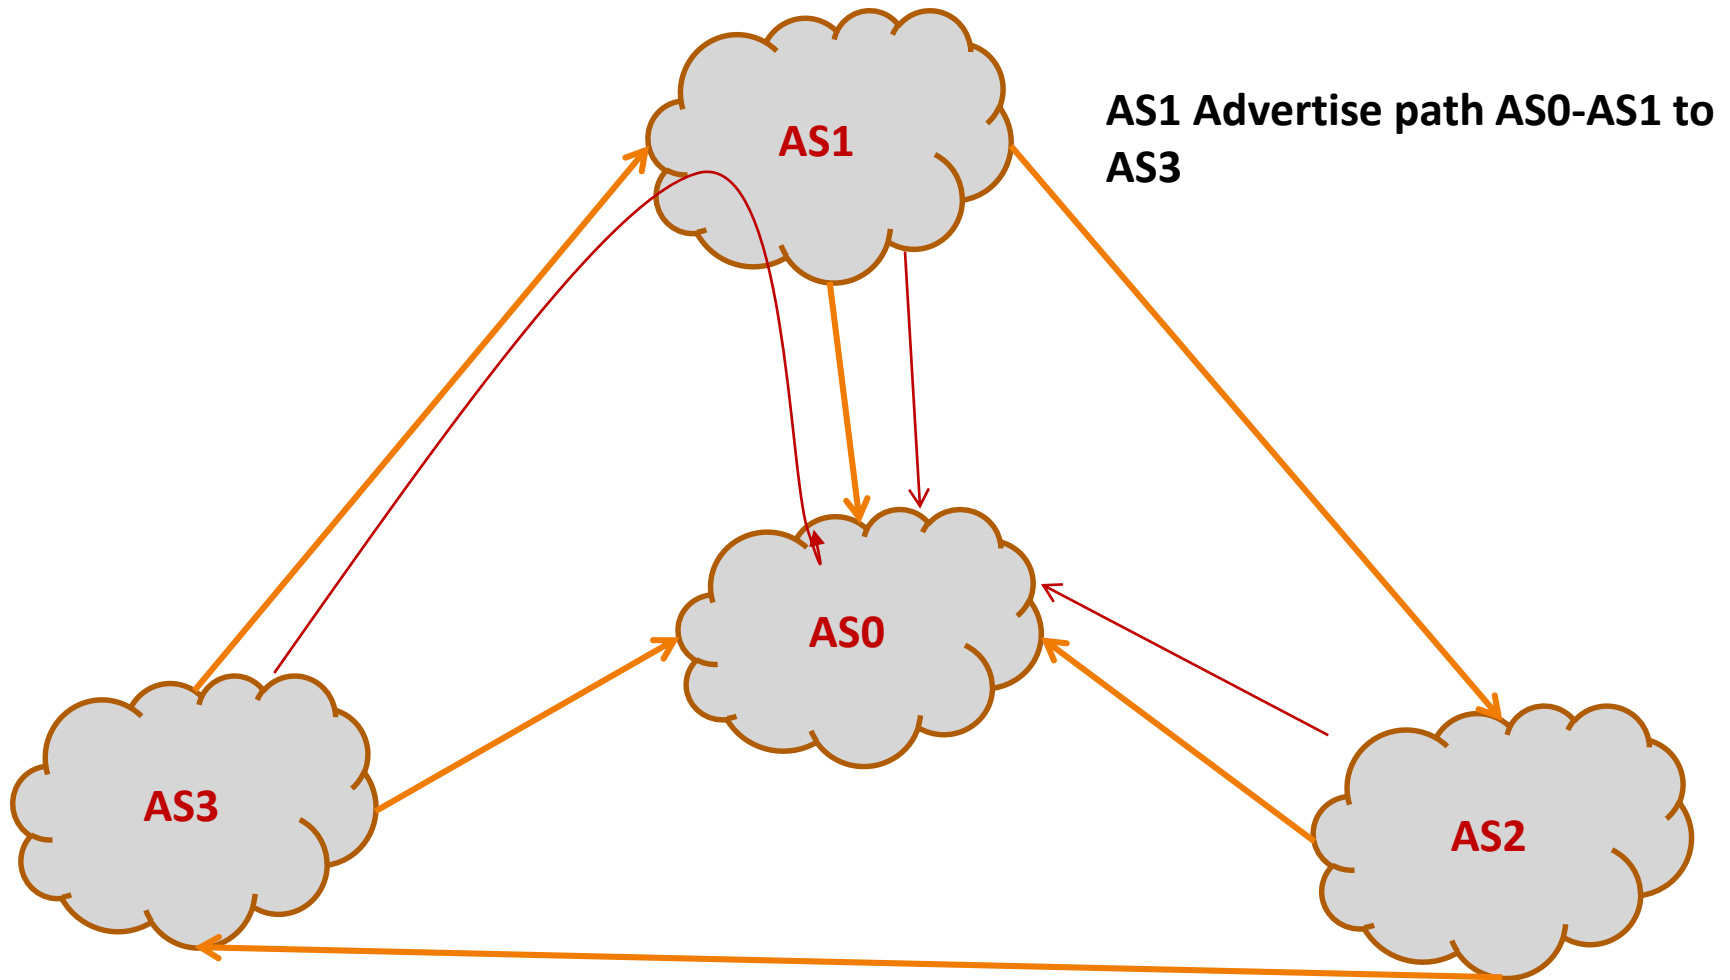 AS1
AS1 Advertise path AS0-AS1 to
AS3
AS0
AS3
AS2